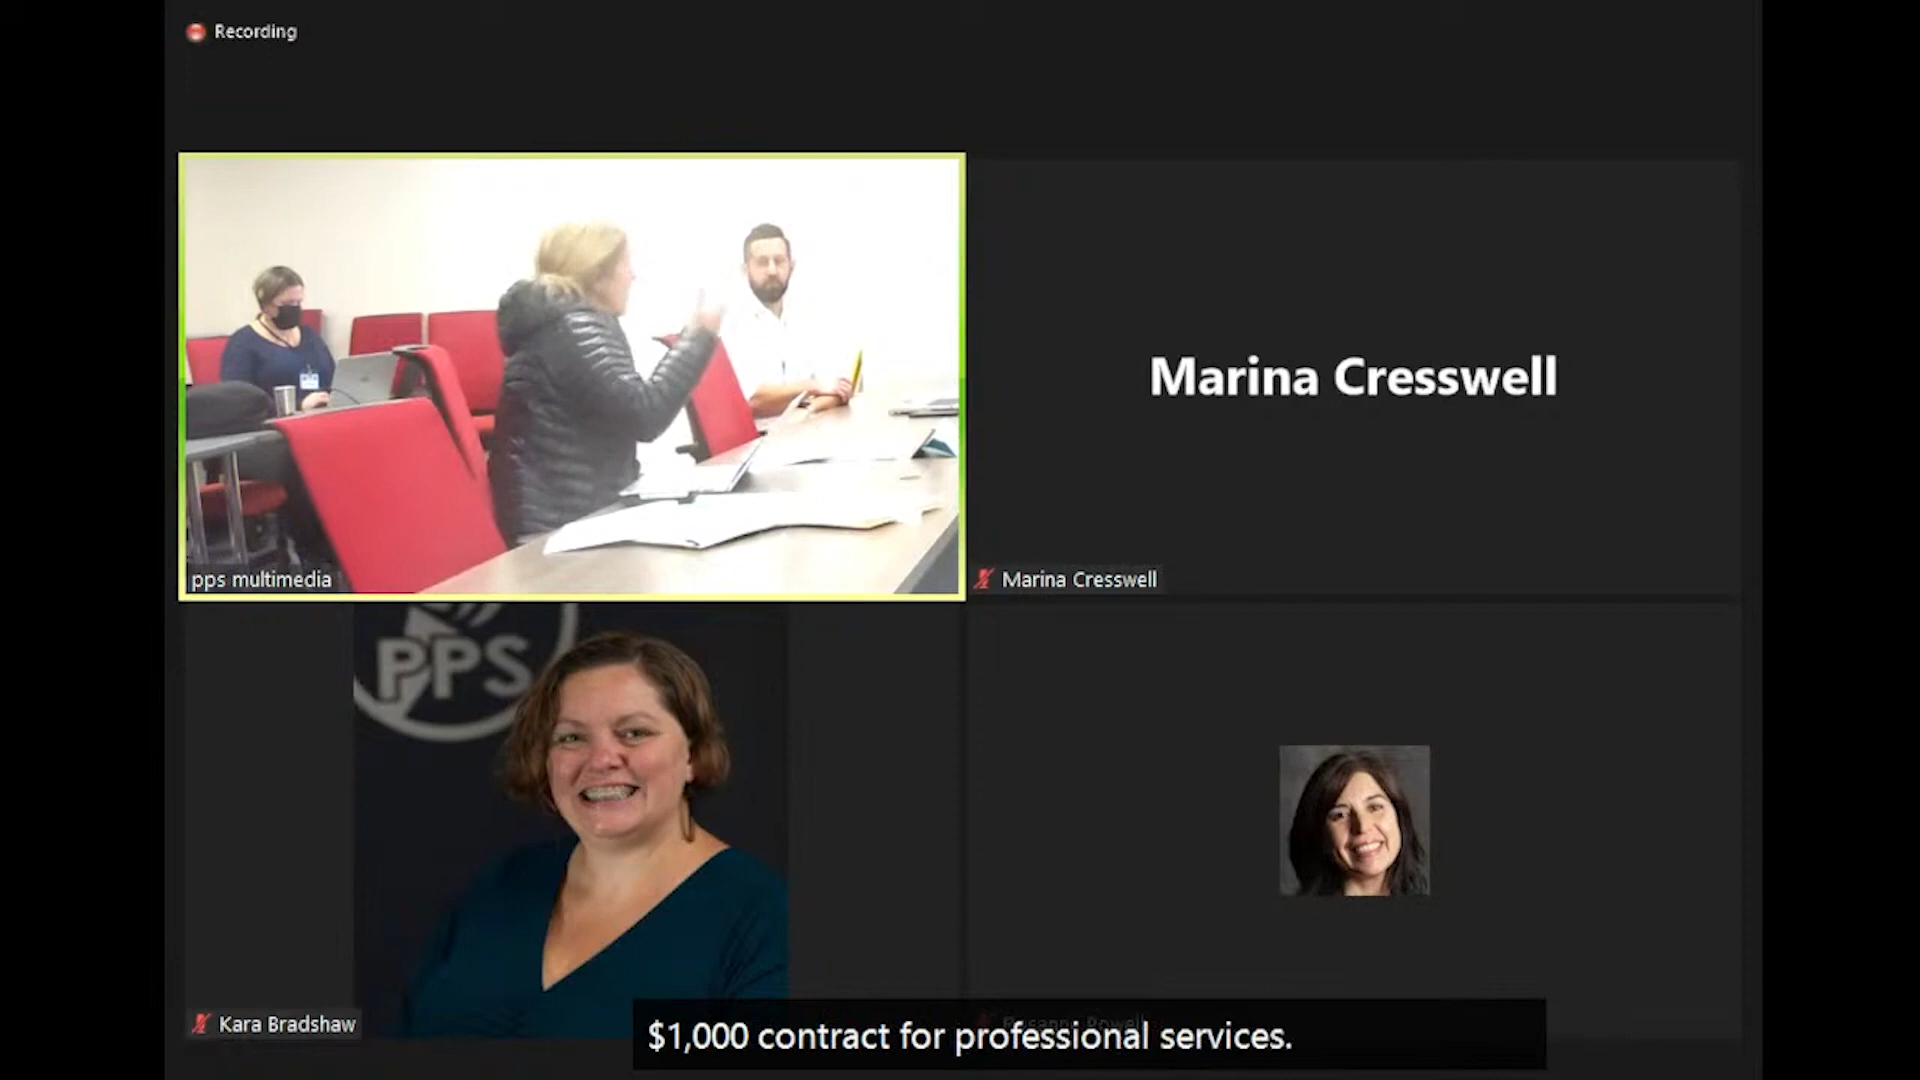 Recording
Marina Cresswell
pps multimedia
Marina Cresswell
PPS
Kara Bradshaw
$1,000 contract for professional services.